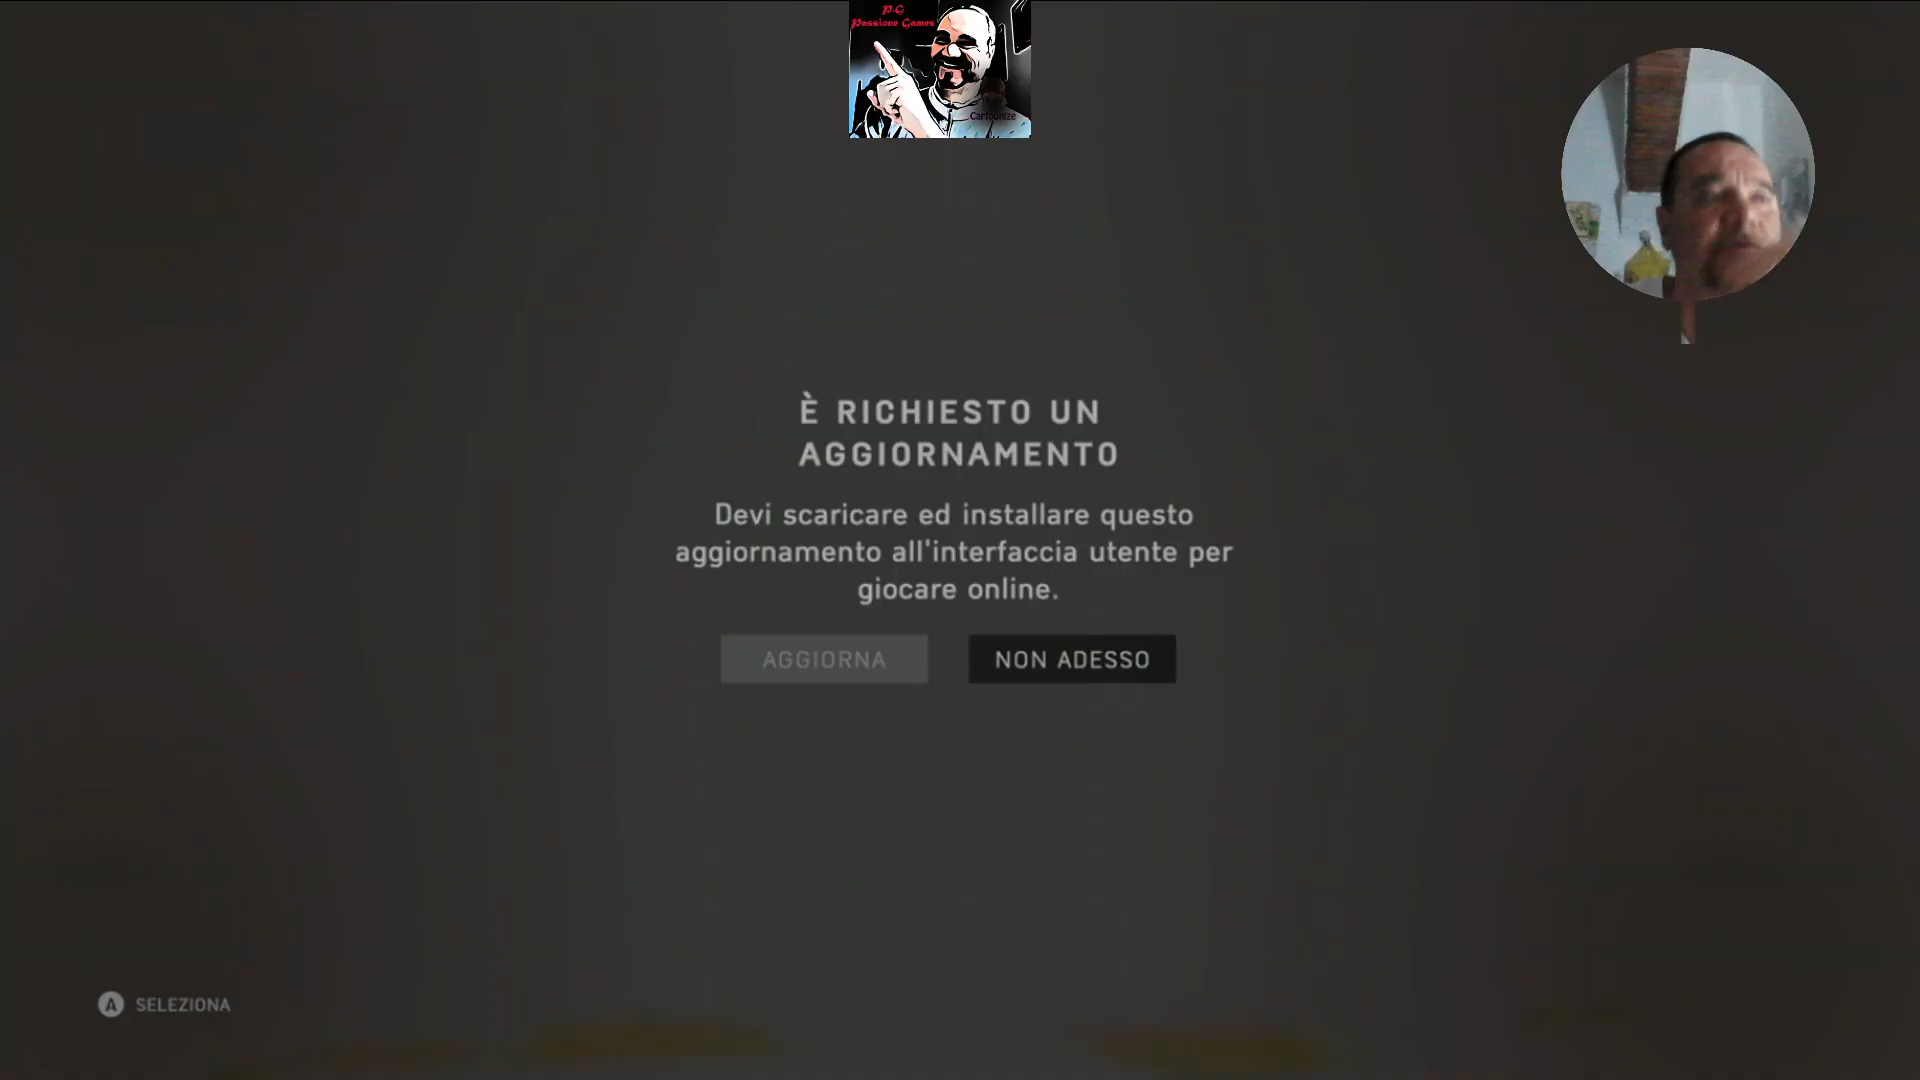 P.C
Passione Games
Cartoonize
È RICHIESTO UN
AGGIORNAMENTO
Devi scaricare ed installare questo
aggiornamento all'interfaccia utente per
giocare online.
AGGIORNA
NON ADESSO
A SELEZIONA